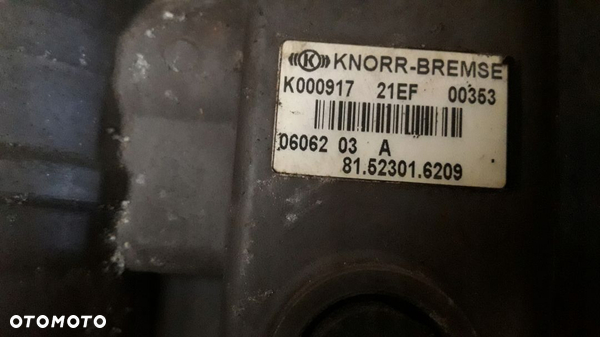 K KNORR-BREMSE
K000917 21EF 00353
06062 03 A
81.52301.6209
OTOMOTO